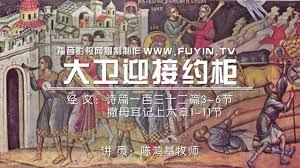 福音影视网录制制作 WWW.FUYIN.TV
大卫迎接约柜
经 文：诗篇一百三十二篇3-6节
撒母耳记上六章1-11节
讲 员：陈鸿基牧师